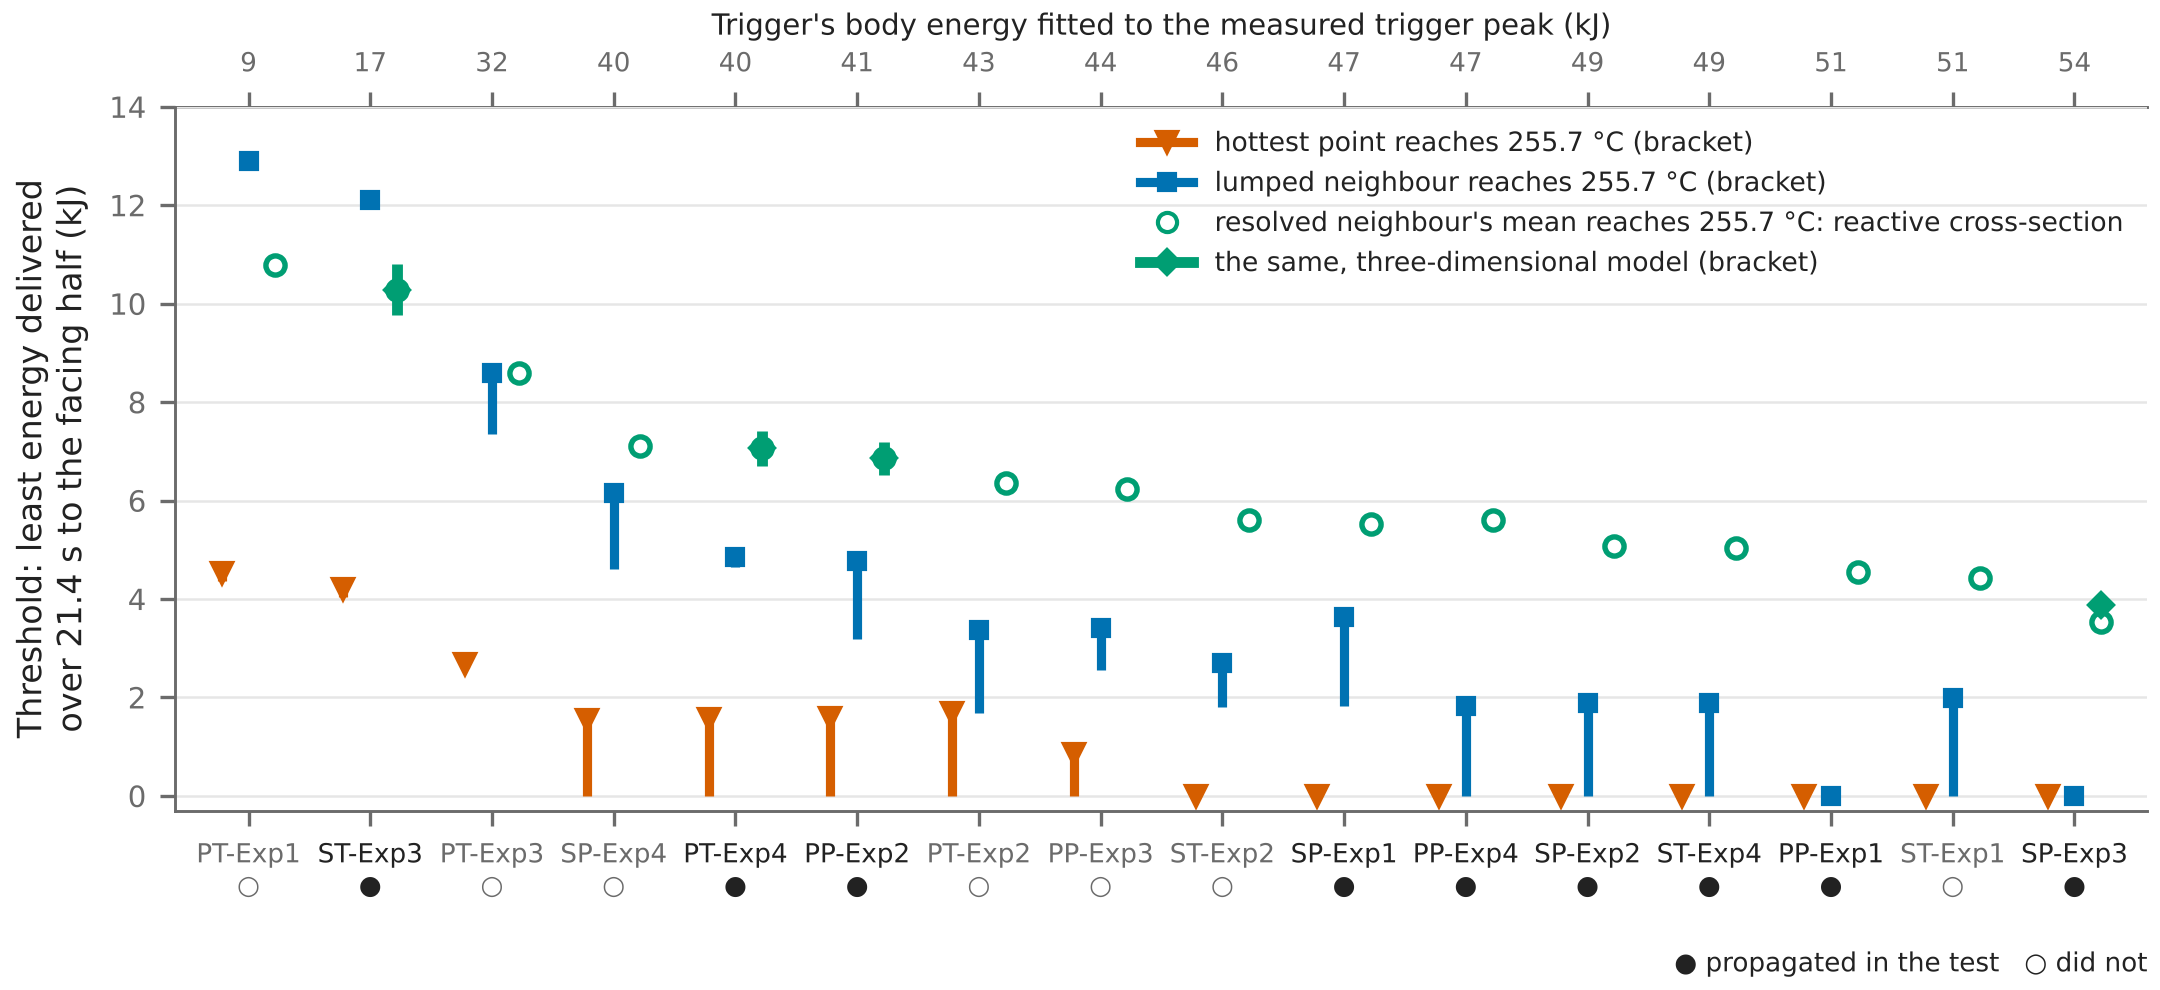 Trigger's body energy fitted to the measured trigger peak (kJ)
9 17 32 40 40 41 43 44 46 47 47 49 49 51 51 54
Threshold: least energy delivered
over 21.4 s to the facing half (kJ)
14
12
10
8
6
4
2
0
hottest point reaches 255.7 °C (bracket)
lumped neighbour reaches 255.7 °C (bracket)
resolved neighbour's mean reaches 255.7 °C: reactive cross-section
the same, three-dimensional model (bracket)
PT-Exp1 ST-Exp3 PT-Exp3 SP-Exp4 PT-Exp4 PP-Exp2 PT-Exp2 PP-Exp3 ST-Exp2 SP-Exp1 PP-Exp4 SP-Exp2 ST-Exp4 PP-Exp1 ST-Exp1 SP-Exp3
propagated in the test did not